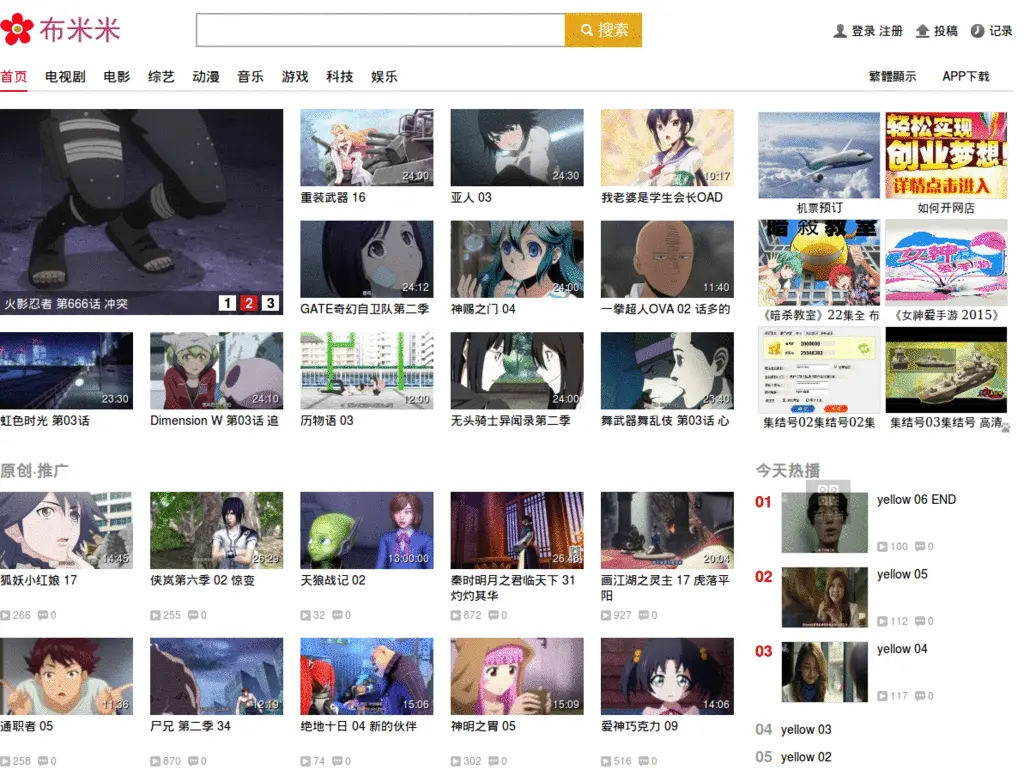 布米米
搜索
登录 注册 投稿 记录
首页 电视剧 电影 综艺 动漫 音乐 游戏 科技 娱乐
繁體顯示 APP下载
火影忍者 第666话 冲突
1 2 3
24:00
重装武器 16
24:30
亚人 03
10:17
我老婆是学生会长OAD
24:12
GATE奇幻自卫队第二季
24:00
神赐之门 04
11:40
一拳超人OVA 02 话多的
轻松实现
创业梦想!
详情点击进入
机票预订
如何开网店
暗殺教室
女神
爱手游
《暗杀教室》22集全 布
《女神爱手游 2015》
23:30
虹色时光 第03话
24:10
Dimension W 第03话 追
12:00
历物语 03
24:00
无头骑士异闻录第二季
23:40
舞武器舞乱伎 第03话 心
集结号02集结号02集
集结号03集结号 高清
原创·推广
14:45
狐妖小红娘 17
266 0
26:29
侠岚第六季 02 惊变
255 0
13:00:00
天狼战记 02
32 0
26:48
秦时明月之君临天下 31
灼灼其华
872 0
20:04
画江湖之灵主 17 虎落平
阳
927 0
11:36
通职者 05
258 0
12:19
尸兄 第二季 34
870 0
15:06
绝地十日 04 新的伙伴
74 0
15:09
神明之胄 05
302 0
14:06
爱神巧克力 09
516 0
今天热播
01
yellow 06 END
100 0
02
yellow 05
112 0
03
yellow 04
117 0
04 yellow 03
05 yellow 02